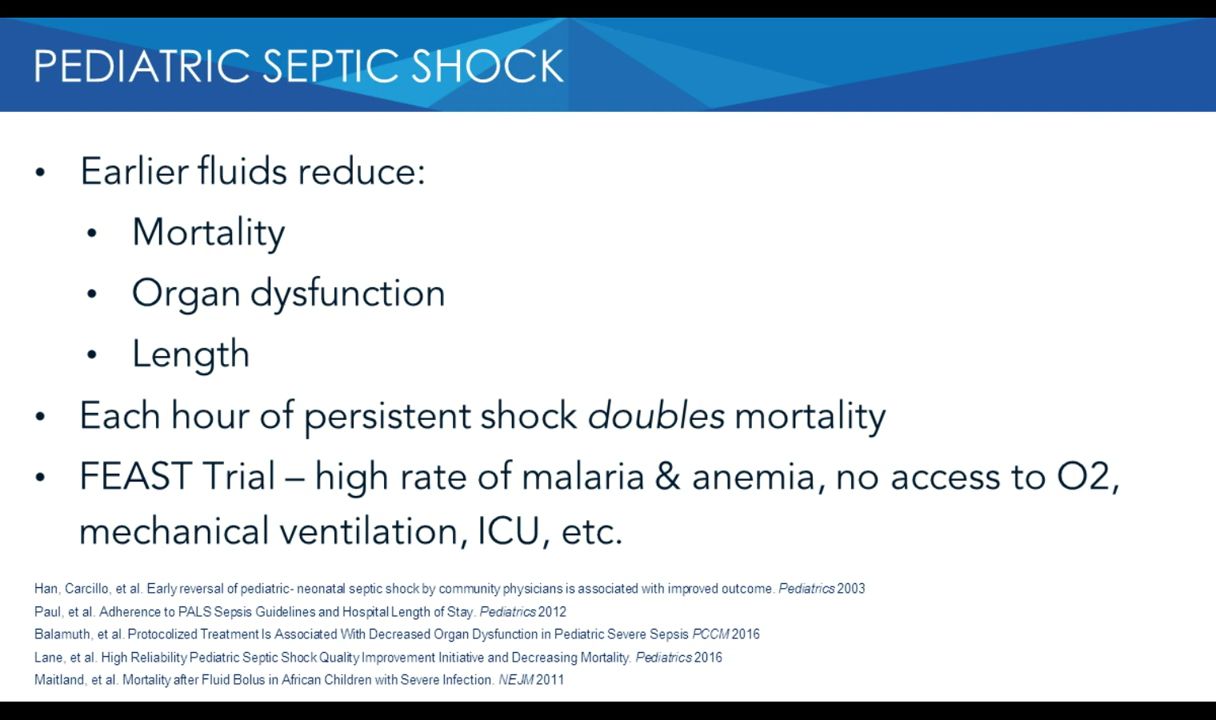 PEDIATRIC SEPTIC SHOCK
• Earlier fluids reduce:
• Mortality
• Organ dysfunction
• Length
• Each hour of persistent shock doubles mortality
• FEAST Trial – high rate of malaria & anemia, no access to O2,
mechanical ventilation, ICU, etc.
Han, Carcillo, et al. Early reversal of pediatric- neonatal septic shock by community physicians is associated with improved outcome. Pediatrics 2003
Paul, et al. Adherence to PALS Sepsis Guidelines and Hospital Length of Stay. Pediatrics 2012
Balamuth, et al. Protocolized Treatment Is Associated With Decreased Organ Dysfunction in Pediatric Severe Sepsis PCCM 2016
Lane, et al. High Reliability Pediatric Septic Shock Quality Improvement Initiative and Decreasing Mortality. Pediatrics 2016
Maitland, et al. Mortality after Fluid Bolus in African Children with Severe Infection. NEJM 2011